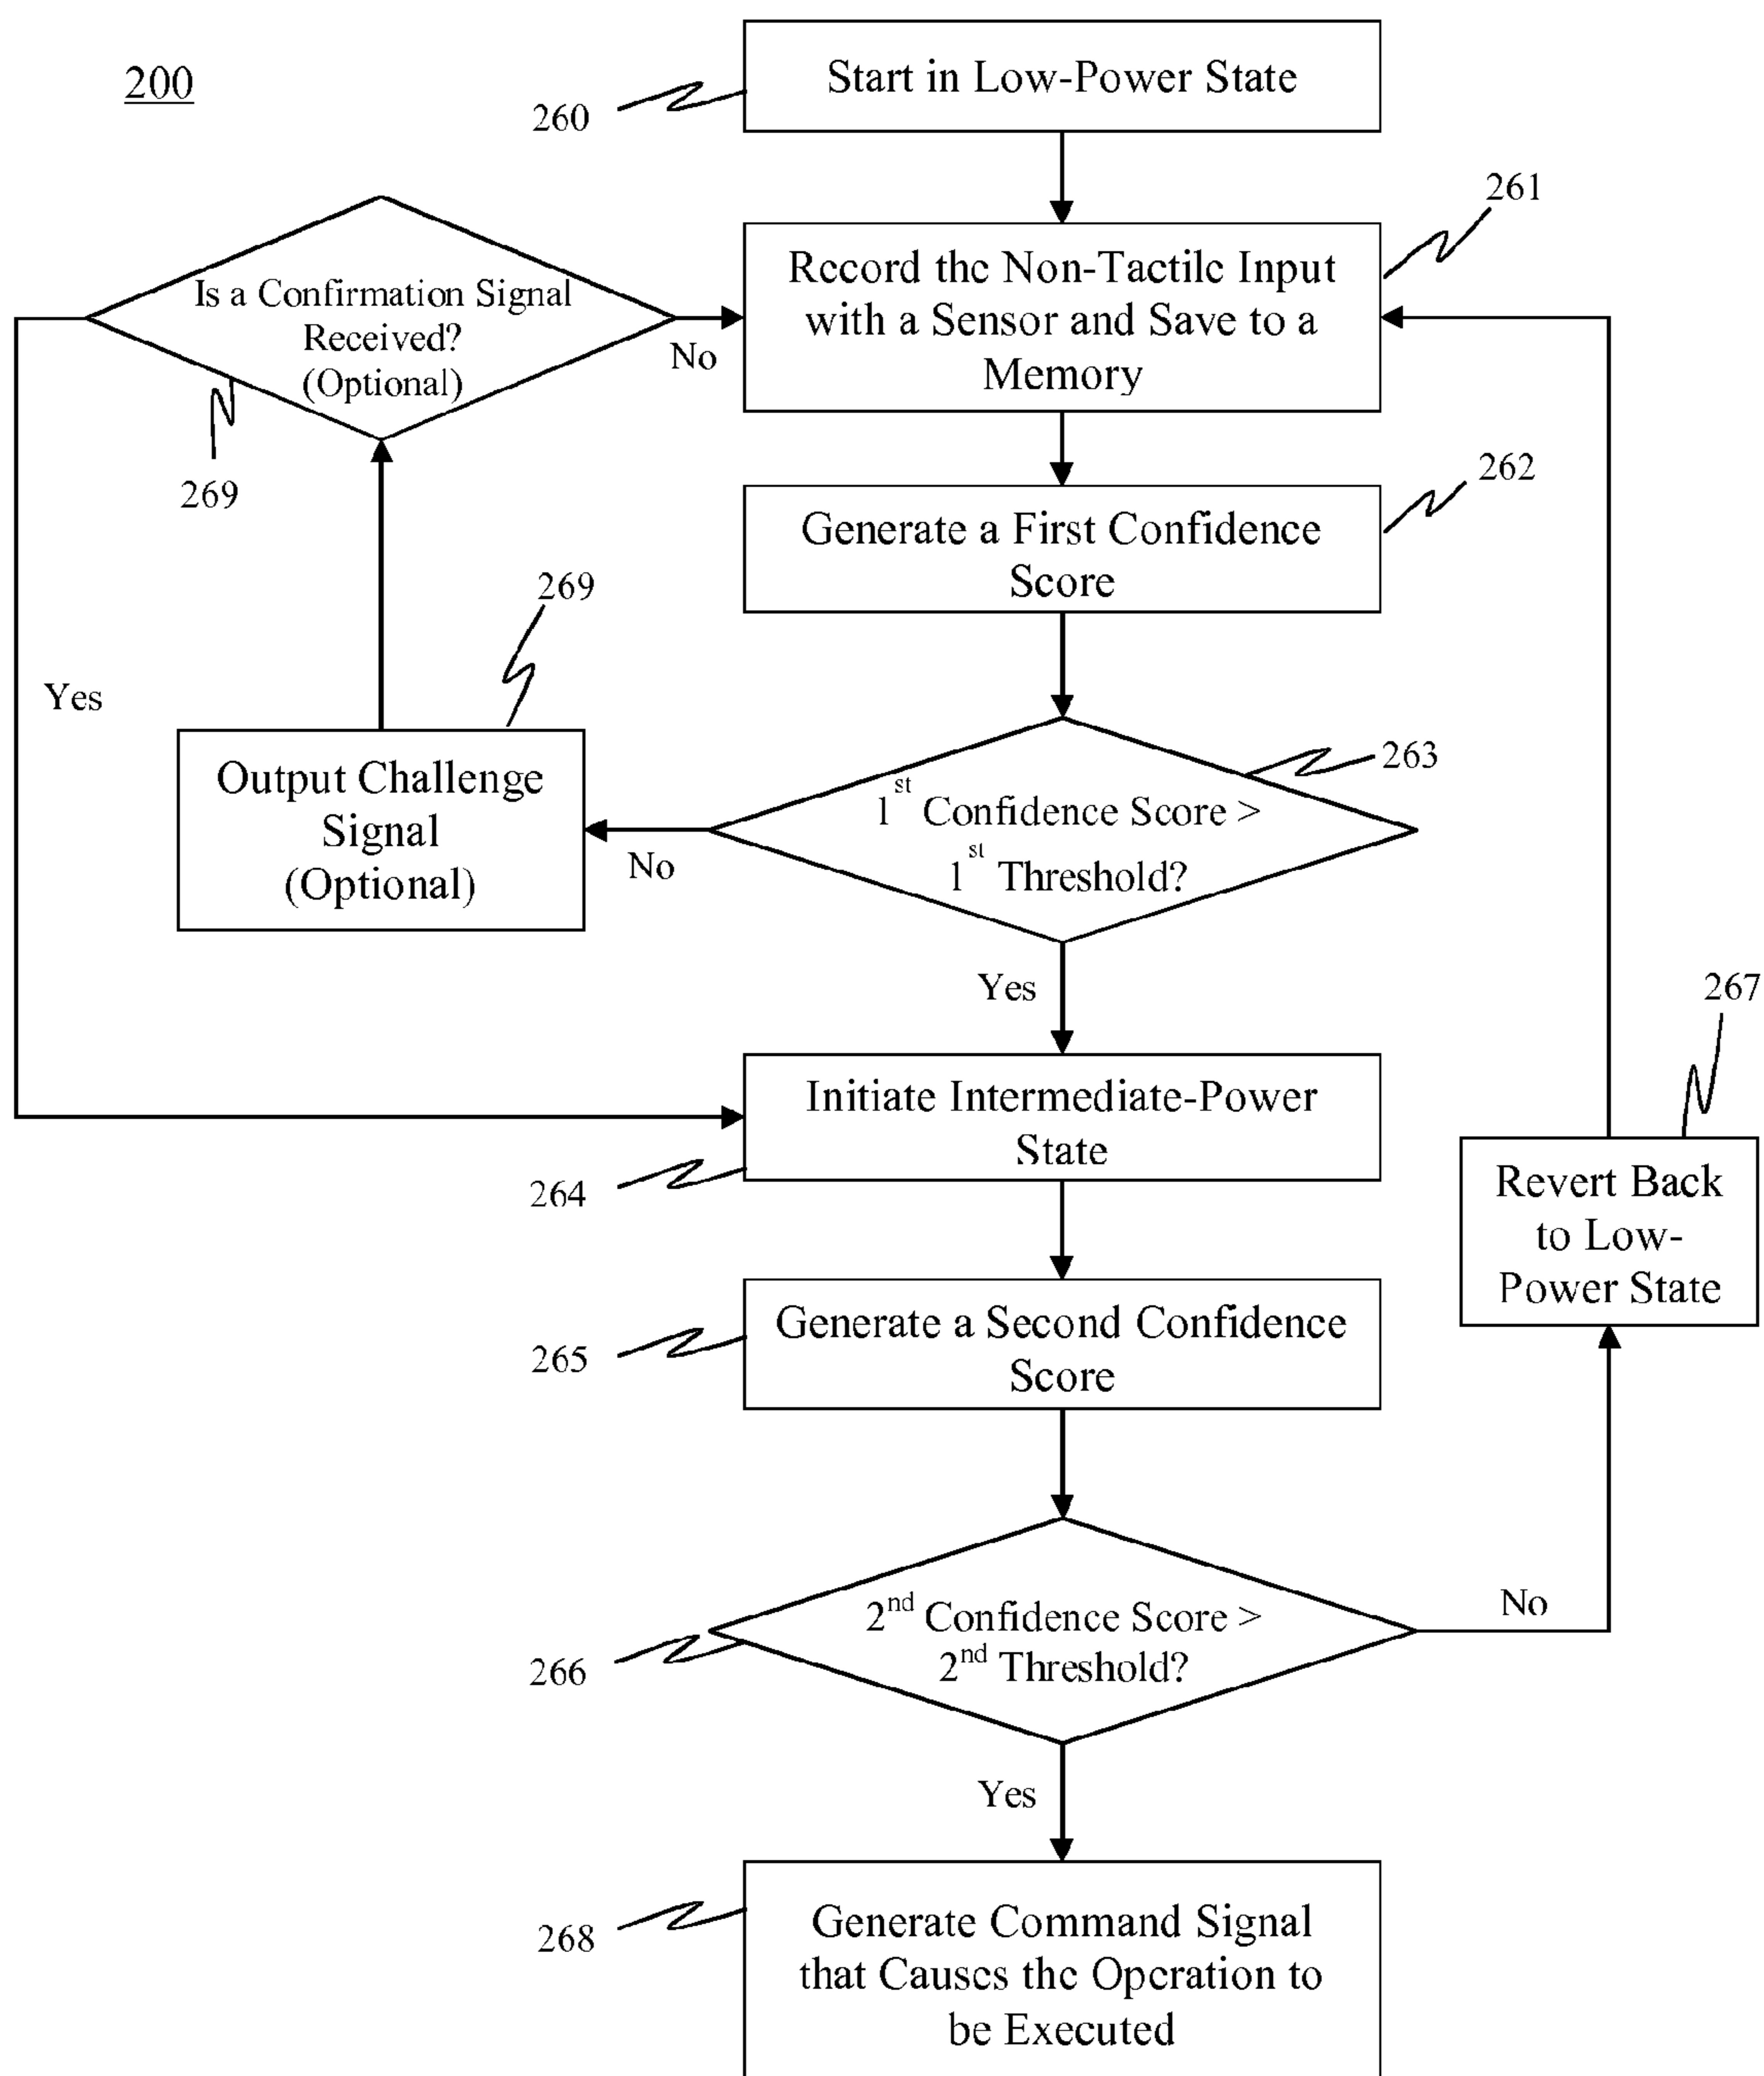 200
Start in Low-Power State
260
261
Record the Non-Tactile Input
with a Sensor and Save to a
Memory
Is a Confirmation Signal
Received?
(Optional)
No
269
262
Generate a First Confidence
Score
269
Yes
263
1st Confidence Score >
1st Threshold?
Output Challenge
Signal
(Optional)
No
Yes
267
Initiate Intermediate-Power
State
264
Revert Back
to Low-
Power State
Generate a Second Confidence
Score
265
2nd Confidence Score >
2nd Threshold?
No
266
Yes
Generate Command Signal
that Causes the Operation to
be Executed
268